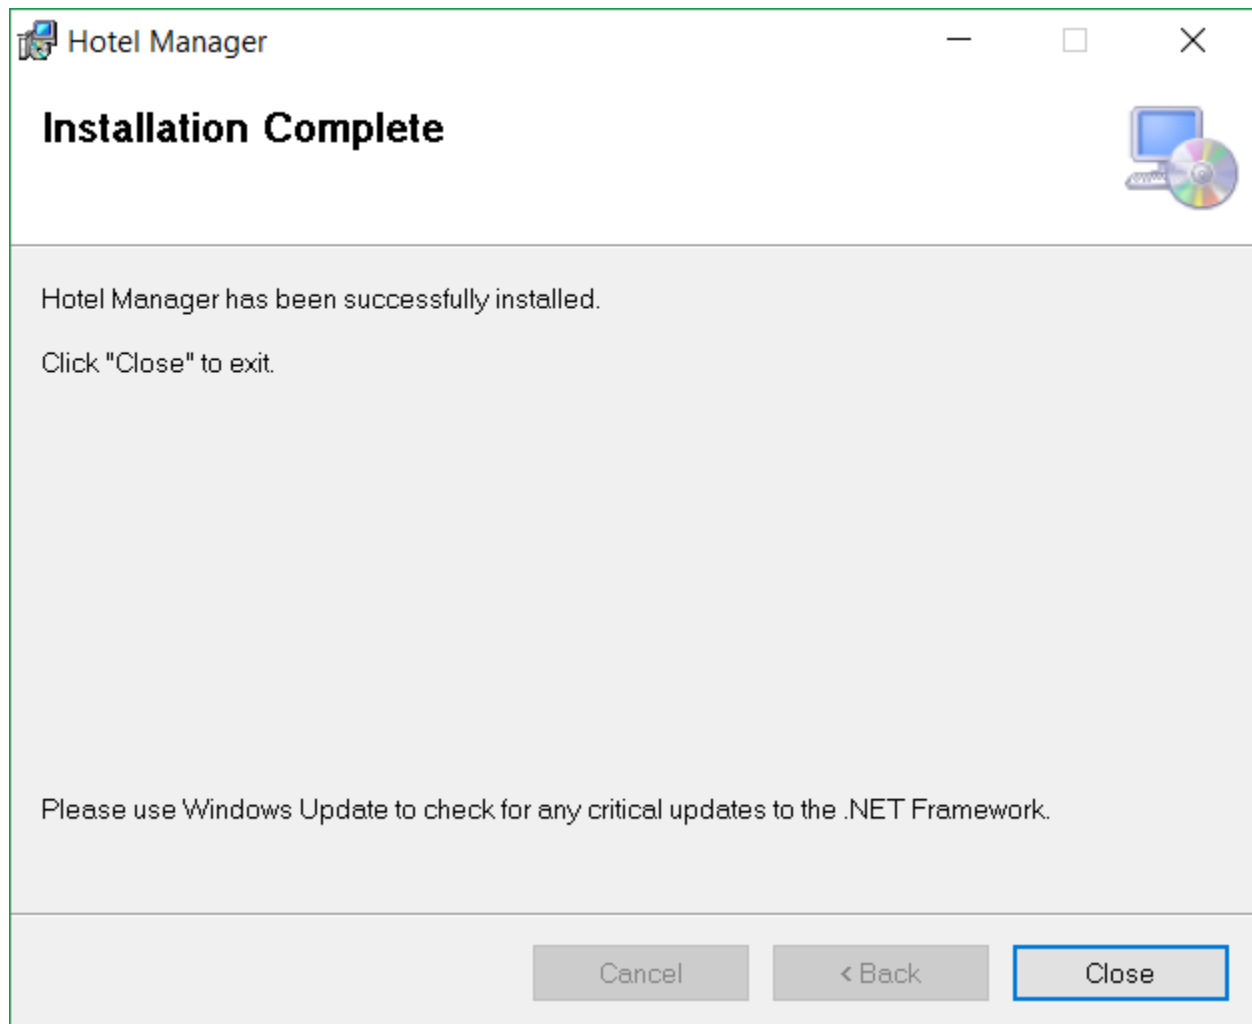 Hotel Manager
Installation Complete
Hotel Manager has been successfully installed.
Click "Close" to exit.
Please use Windows Update to check for any critical updates to the .NET Framework.
Cancel
< Back
Close